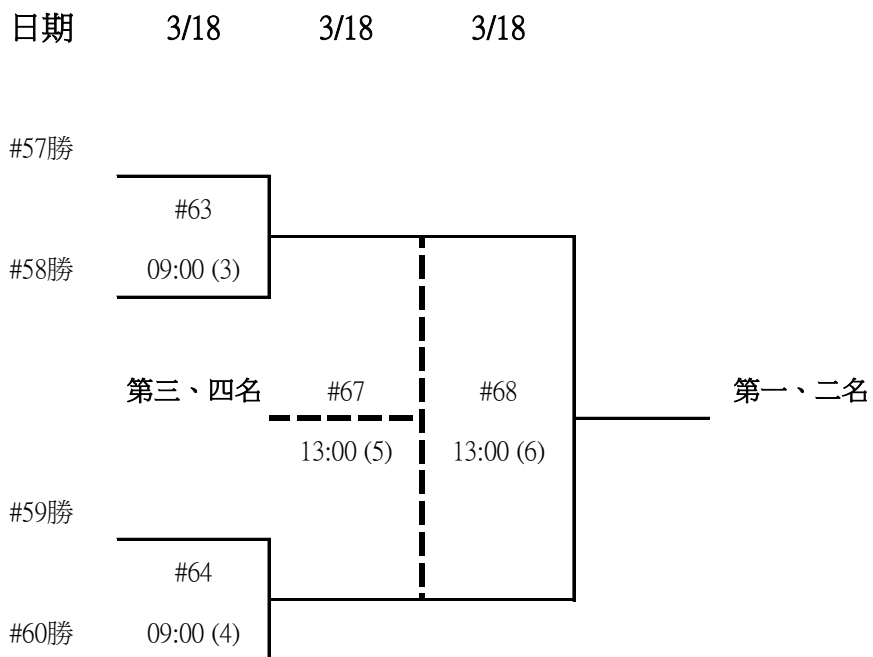 日期 3/18 3/18 3/18
#57勝
#63
#58勝 09:00 (3)
第三、四名 #67 #68 第一、二名
13:00 (5) 13:00 (6)
#59勝
#64
#60勝 09:00 (4)